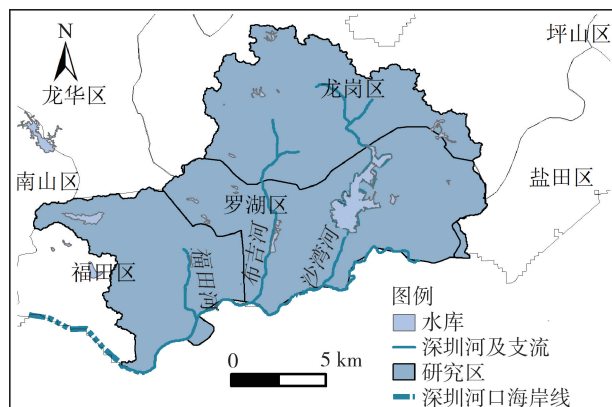 N
坪山区
龙岗区
龙华区
南山区
盐田区
罗湖区
福田区
福田河
布吉河
沙湾河
图例
水库
深圳河及支流
研究区
深圳河口海岸线
0 5 km